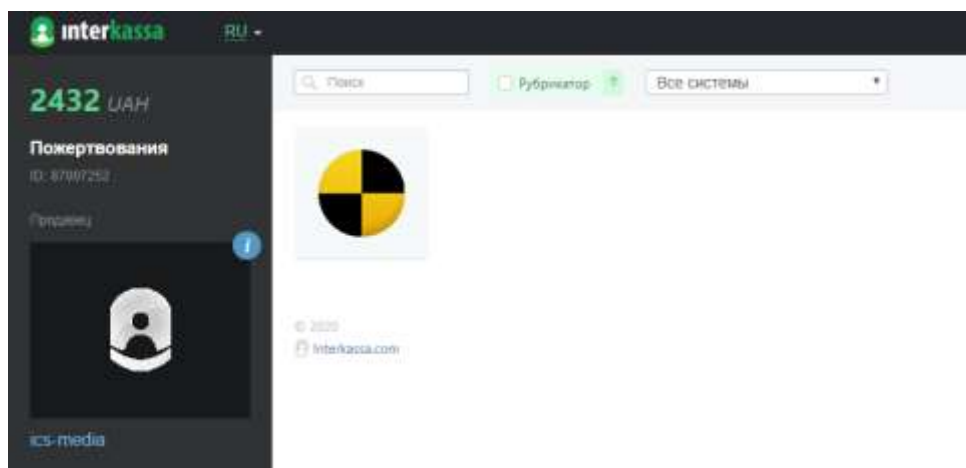 interkassa
RU
2432 UAH
Пожертвования
ID: 87007252
Продавец
i
ics-media
Поиск
Рубрикатор ?
Все системы
© 2020
Interkassa.com